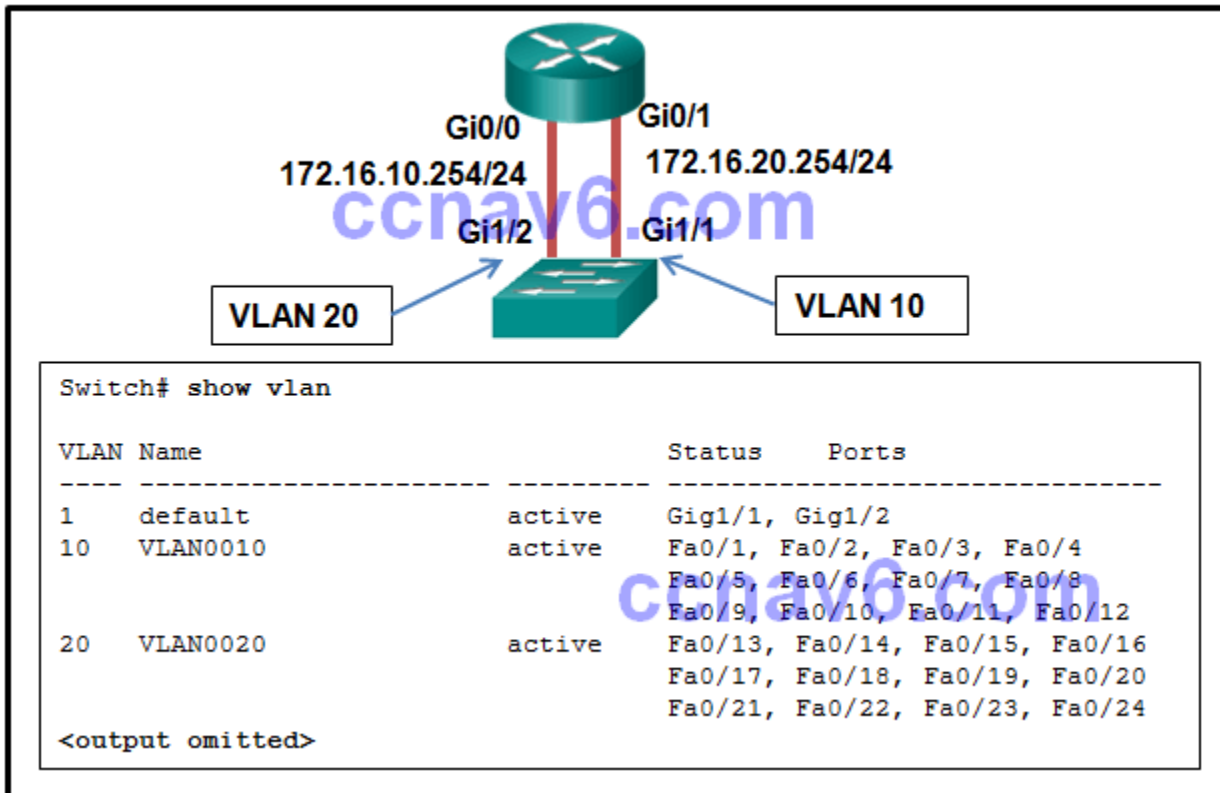 Gi0/0
Gi0/1
172.16.10.254/24
172.16.20.254/24
ccnav6.com
Gi1/2
Gi1/1
VLAN 20
VLAN 10
Switch# show vlan
VLAN Name Status Ports
---- ---------------------- --------- -------------------------------
1 default active Gig1/1, Gig1/2
10 VLAN0010 active Fa0/1, Fa0/2, Fa0/3, Fa0/4
Fa0/5, Fa0/6, Fa0/7, Fa0/8
ccnav6.com
Fa0/9, Fa0/10, Fa0/11, Fa0/12
20 VLAN0020 active Fa0/13, Fa0/14, Fa0/15, Fa0/16
Fa0/17, Fa0/18, Fa0/19, Fa0/20
Fa0/21, Fa0/22, Fa0/23, Fa0/24
<output omitted>